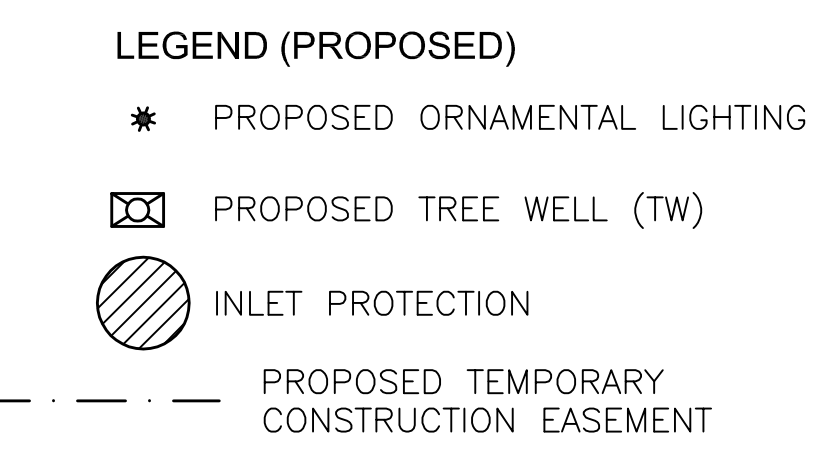 LEGEND (PROPOSED)
PROPOSED ORNAMENTAL LIGHTING
PROPOSED TREE WELL (TW)
INLET PROTECTION
PROPOSED TEMPORARY
CONSTRUCTION EASEMENT